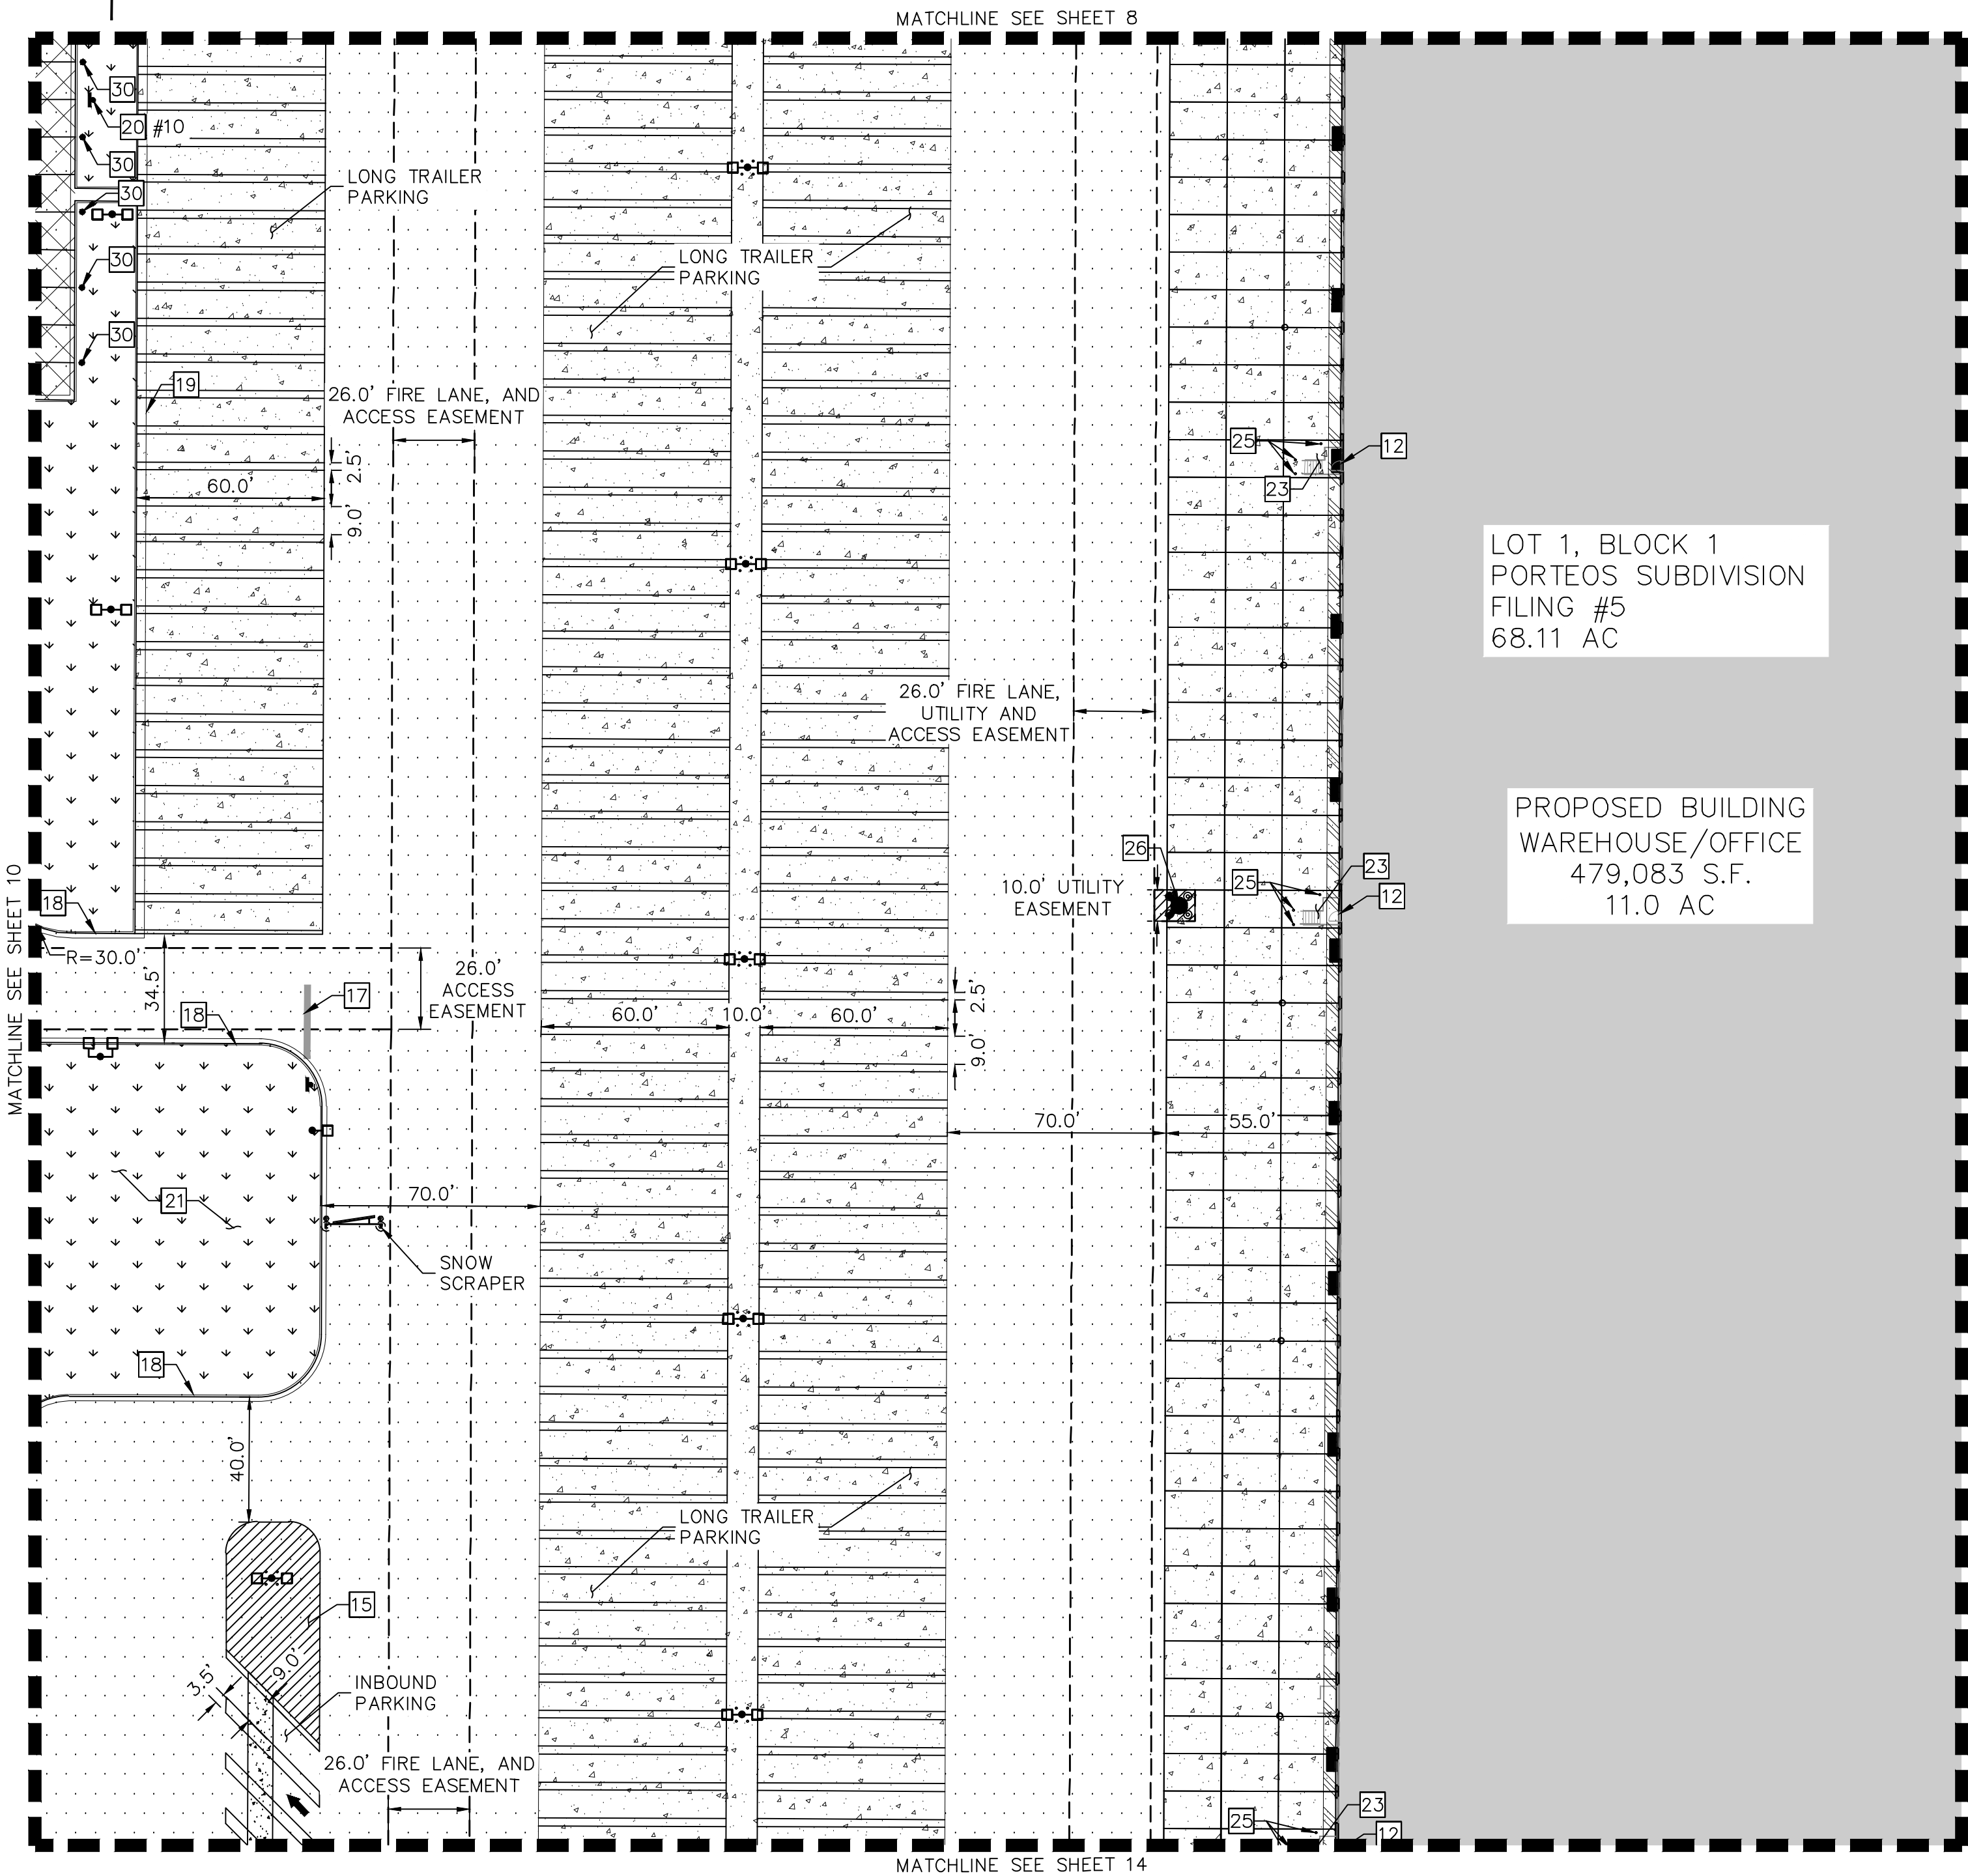 MATCHLINE SEE SHEET 8
30
20 #10
30
30
30
30
19
LONG TRAILER
PARKING
LONG TRAILER
PARKING
26.0' FIRE LANE, AND
ACCESS EASEMENT
60.0'
2.5'
9.0'
25
23
12
LOT 1, BLOCK 1
PORTEOS SUBDIVISION
FILING #5
68.11 AC
26.0' FIRE LANE,
UTILITY AND
ACCESS EASEMENT
PROPOSED BUILDING
WAREHOUSE/OFFICE
479,083 S.F.
11.0 AC
26
10.0' UTILITY
EASEMENT
25
23
12
MATCHLINE SEE SHEET 10
18
R=30.0'
34.5'
26.0'
ACCESS
EASEMENT
17
18
60.0'
10.0'
60.0'
2.5'
9.0'
70.0'
55.0'
21
70.0'
SNOW
SCRAPER
18
40.0'
LONG TRAILER
PARKING
15
3.5'
9.0'
INBOUND
PARKING
26.0' FIRE LANE, AND
ACCESS EASEMENT
25
23
12
MATCHLINE SEE SHEET 14